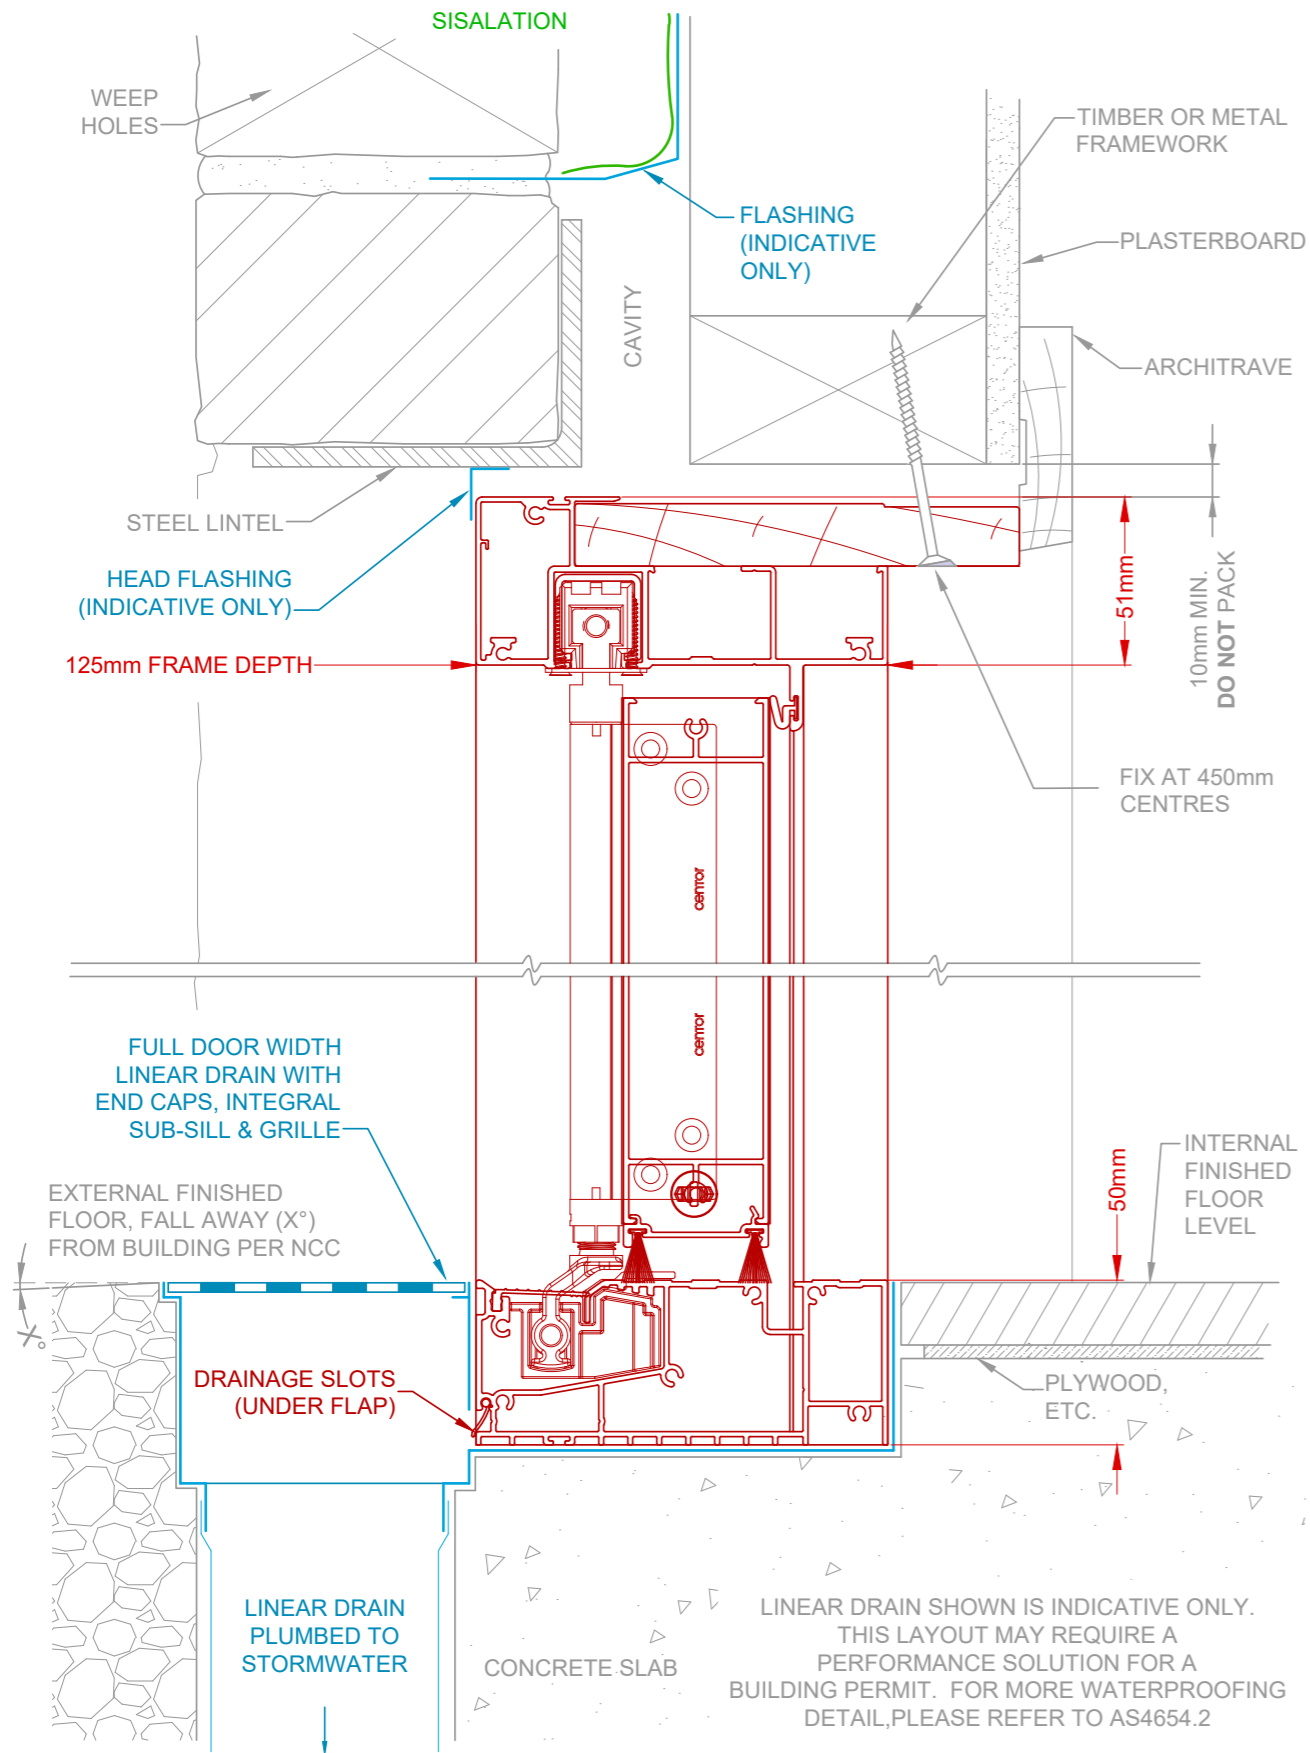 SISALATION
WEEP
HOLES
TIMBER OR METAL
FRAMEWORK
FLASHING
(INDICATIVE
ONLY)
PLASTERBOARD
CAVITY
ARCHITRAVE
STEEL LINTEL
HEAD FLASHING
(INDICATIVE ONLY)
51mm
10mm MIN.
DO NOT PACK
125mm FRAME DEPTH
FIX AT 450mm
CENTRES
centor
centor
FULL DOOR WIDTH
LINEAR DRAIN WITH
END CAPS, INTEGRAL
SUB-SILL & GRILLE
INTERNAL
FINISHED
FLOOR
LEVEL
50mm
EXTERNAL FINISHED
FLOOR, FALL AWAY (X°)
FROM BUILDING PER NCC
X°
DRAINAGE SLOTS
(UNDER FLAP)
PLYWOOD,
ETC.
LINEAR DRAIN
PLUMBED TO
STORMWATER
CONCRETE SLAB
LINEAR DRAIN SHOWN IS INDICATIVE ONLY.
THIS LAYOUT MAY REQUIRE A
PERFORMANCE SOLUTION FOR A
BUILDING PERMIT.  FOR MORE WATERPROOFING
DETAIL,PLEASE REFER TO AS4654.2